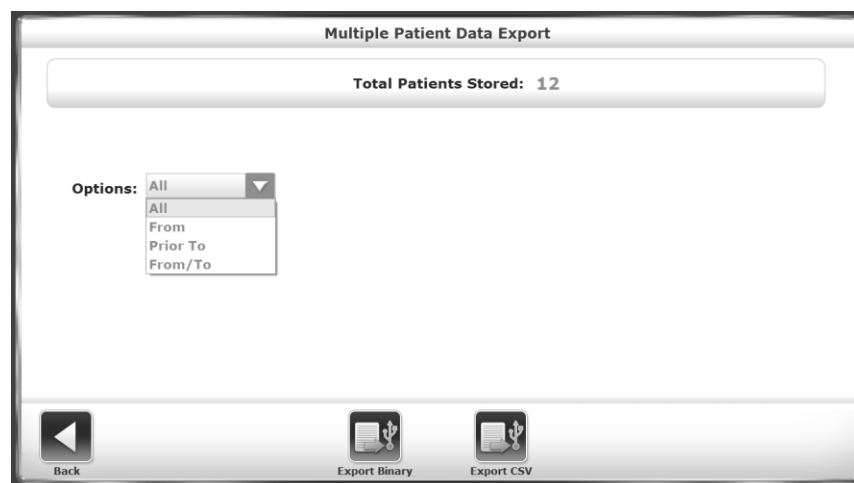 Multiple Patient Data Export
Total Patients Stored: 12
Options: All
All
From
Prior To
From/To
Back
Export Binary
Export CSV